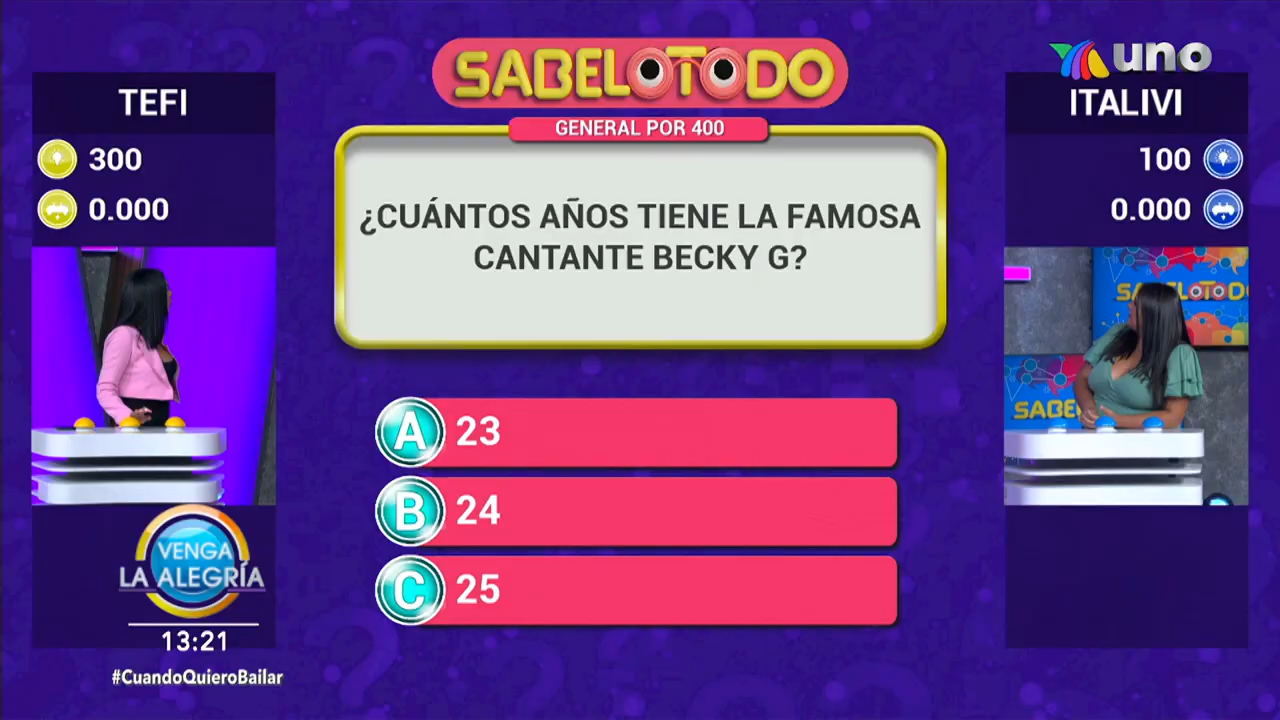 SABELOTODO
uno
TEFI
300
0.000
GENERAL POR 400
¿CUÁNTOS AÑOS TIENE LA FAMOSA
CANTANTE BECKY G?
ITALIVI
100
0.000
SABELOTODO
SABE
A 23
B 24
C 25
VENGA
LA ALEGRÍA
13:21
#CuandoQuieroBailar